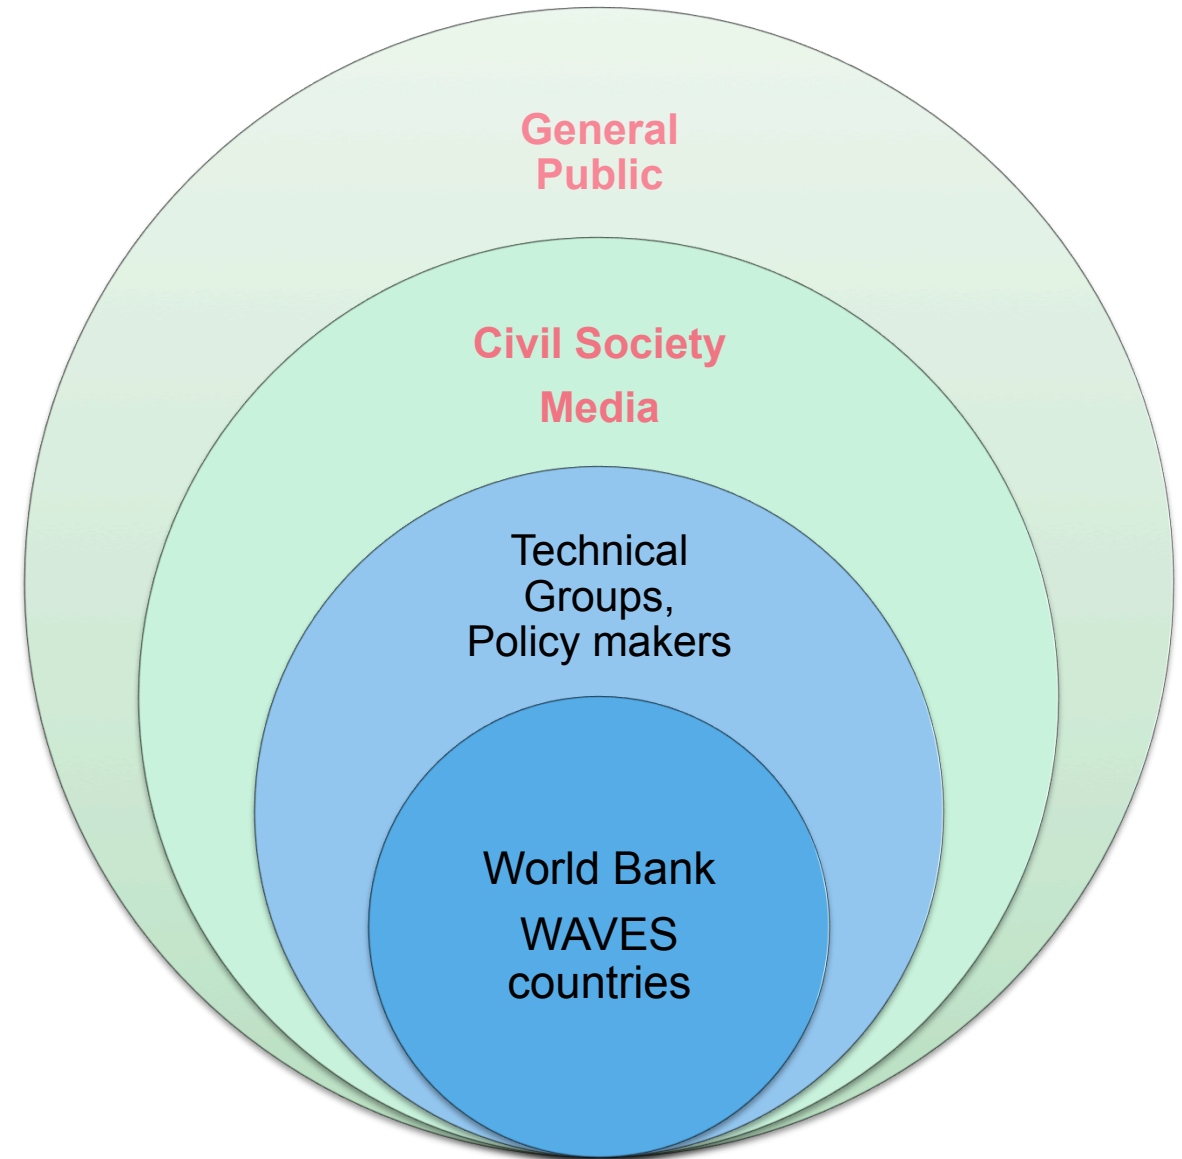 General
Public
Civil Society
Media
Technical
Groups,
Policy makers
World Bank
WAVES
countries